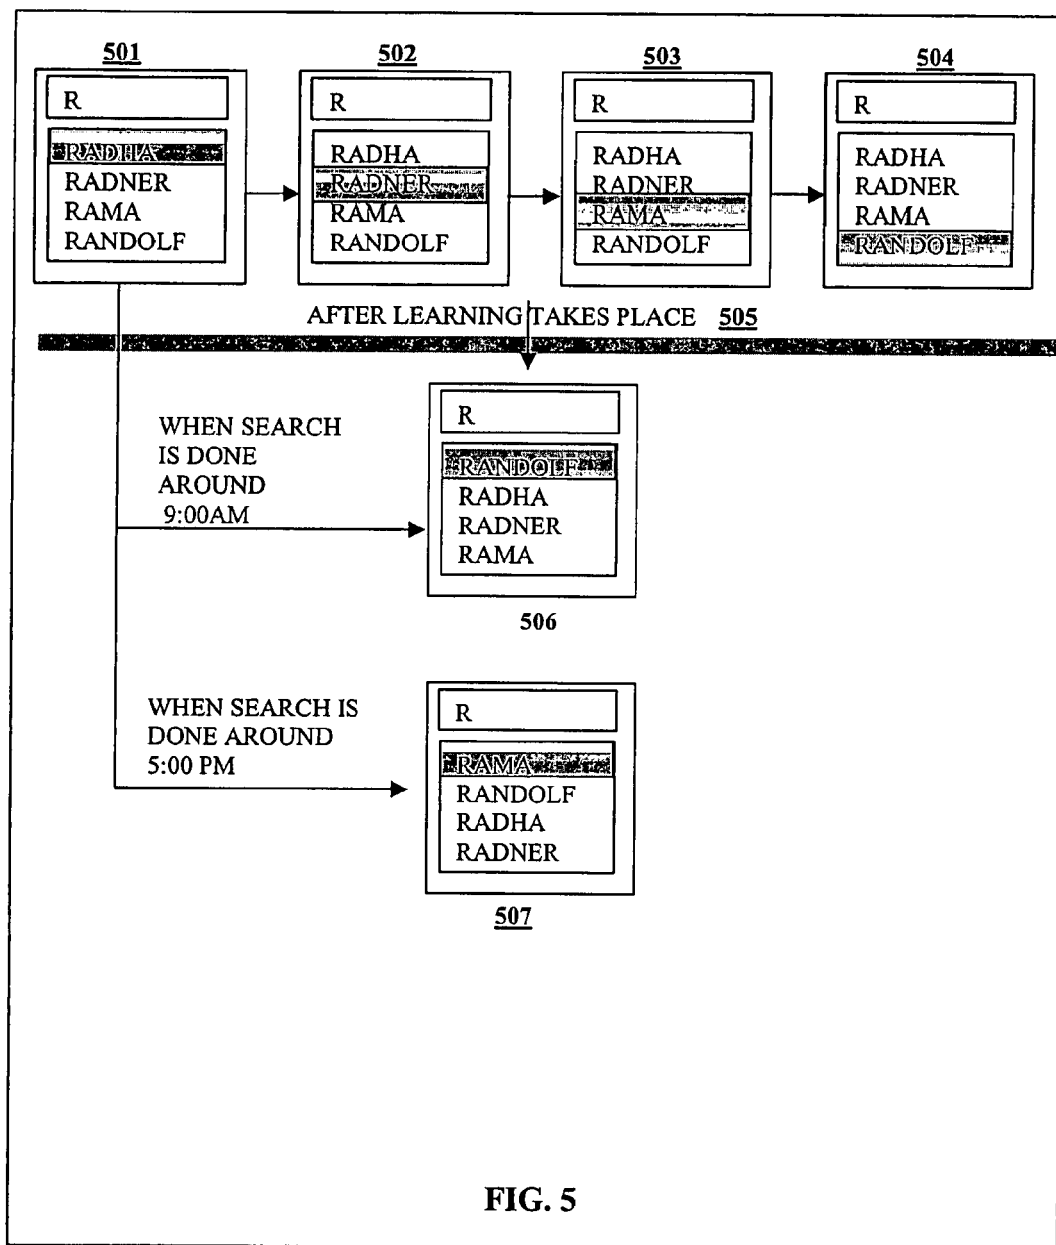 501
502
503
504
R
RADHA
RADNER
RAMA
RANDOLF
R
RADHA
RADNER
RAMA
RANDOLF
R
RADHA
RADNER
RAMA
RANDOLF
R
RADHA
RADNER
RAMA
RANDOLF
AFTER LEARNING TAKES PLACE 505
WHEN SEARCH
IS DONE
AROUND
9:00AM
R
RANDOLF
RADHA
RADNER
RAMA
506
WHEN SEARCH IS
DONE AROUND
5:00 PM
R
RAMA
RANDOLF
RADHA
RADNER
507
FIG. 5